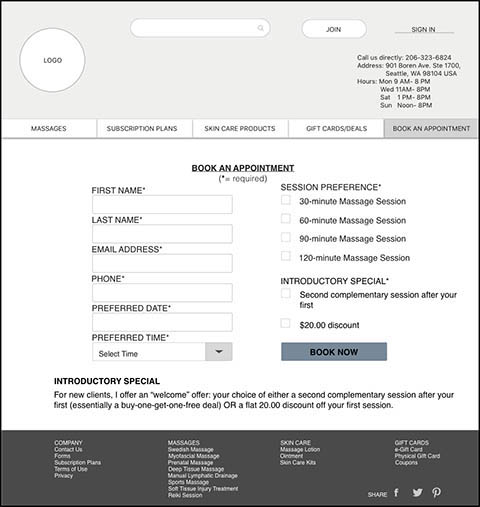 LOGO
JOIN
SIGN IN
Call us directly: 206-323-6824
Address: 901 Boren Ave. Ste 1700,
Seattle, WA 98104 USA
Hours: Mon 9 AM- 8 PM
Wed 11AM- 8PM
Sat 1 PM- 8PM
Sun Noon- 8PM
MASSAGES
SUBSCRIPTION PLANS
SKIN CARE PRODUCTS
GIFT CARDS/DEALS
BOOK AN APPOINTMENT
BOOK AN APPOINTMENT
(*= required)
FIRST NAME*
LAST NAME*
EMAIL ADDRESS*
PHONE*
PREFERRED DATE*
PREFERRED TIME*
Select Time
SESSION PREFERENCE*
30-minute Massage Session
60-minute Massage Session
90-minute Massage Session
120-minute Massage Session
INTRODUCTORY SPECIAL*
Second complementary session after your
first
$20.00 discount
BOOK NOW
INTRODUCTORY SPECIAL
For new clients, I offer an “welcome” offer: your choice of either a second complementary session after your
first (essentially a buy-one-get-one-free deal) OR a flat 20.00 discount off your first session.
COMPANY
Contact Us
Forms
Subscription Plans
Terms of Use
Privacy
MASSAGES
Swedish Massage
Myofascial Massage
Prenatal Massage
Deep Tissue Massage
Manual Lymphatic Drainage
Sports Massage
Soft Tissue Injury Treatment
Reiki Session
SKIN CARE
Massage Lotion
Ointment
Skin Care Kits
GIFT CARDS
e-Gift Card
Physical Gift Card
Coupons
SHARE